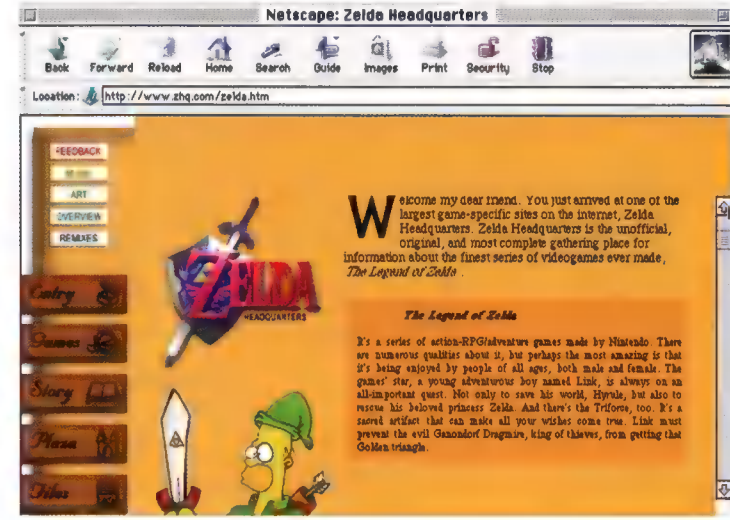 Netscape: Zelda Headquarters
Back Forward Reload Home Search Guide Images Print Security Stop
Location: http://www.zhq.com/zelda.htm
FEEDBACK
ART
OVERVIEW
REMIXES
Entry
Games
Story
Plaza
Files
ZELDA
HEADQUARTERS
Welcome my dear friend. You just arrived at one of the
largest game-specific sites on the internet, Zelda
Headquarters. Zelda Headquarters is the unofficial,
original, and most complete gathering place for
information about the finest series of videogames ever made,
The Legend of Zelda .
The Legend of Zelda
It's a series of action-RPG/adventure games made by Nintendo. There
are numerous qualities about it, but perhaps the most amazing is that
it's being enjoyed by people of all ages, both male and female. The
games' star, a young adventurous boy named Link, is always on an
all-important quest. Not only to save his world, Hyrule, but also to
rescue his beloved princess Zelda. And there's the Triforce, too. It's a
sacred artifact that can make all your wishes come true. Link must
prevent the evil Ganondorf Dragmire, king of thieves, from getting that
Golden triangle.